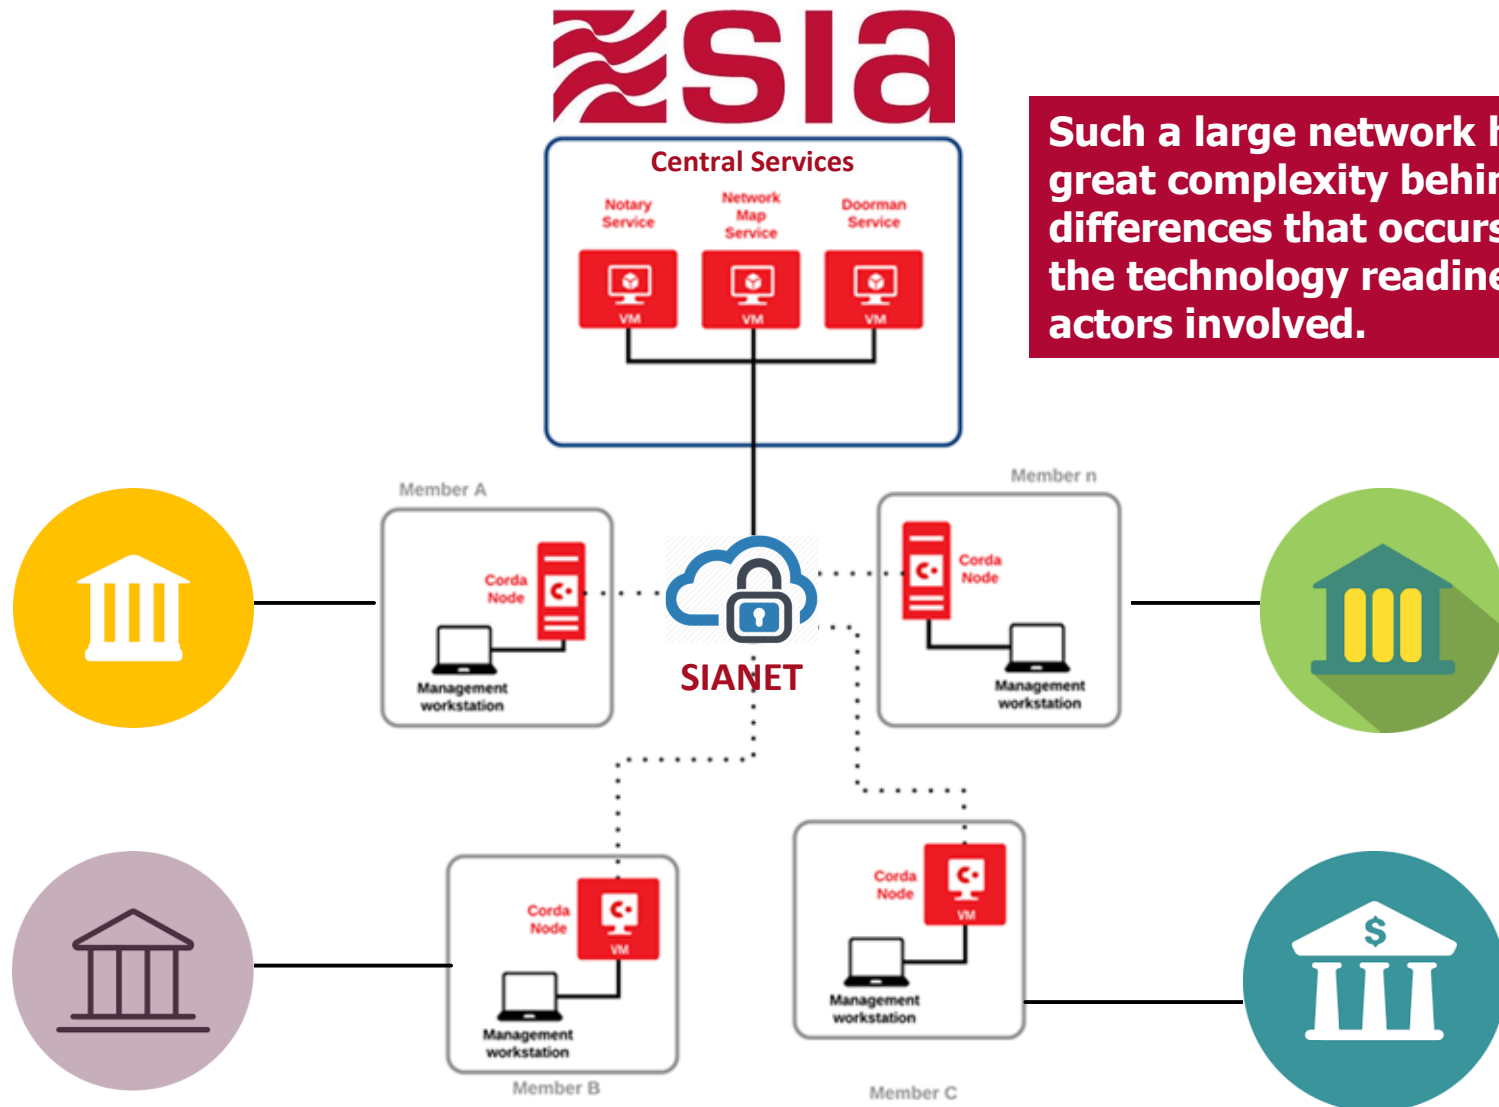 sia
Central Services
Notary
Service
Network
Map
Service
Doorman
Service
VM
VM
VM
Such a large network h
great complexity behin
differences that occurs
the technology readine
actors involved.
Member A
Corda
Node
Management
workstation
SIANET
Member n
Corda
Node
Management
workstation
Corda
Node
VM
Management
workstation
Member B
Corda
Node
VM
Management
workstation
Member C
$